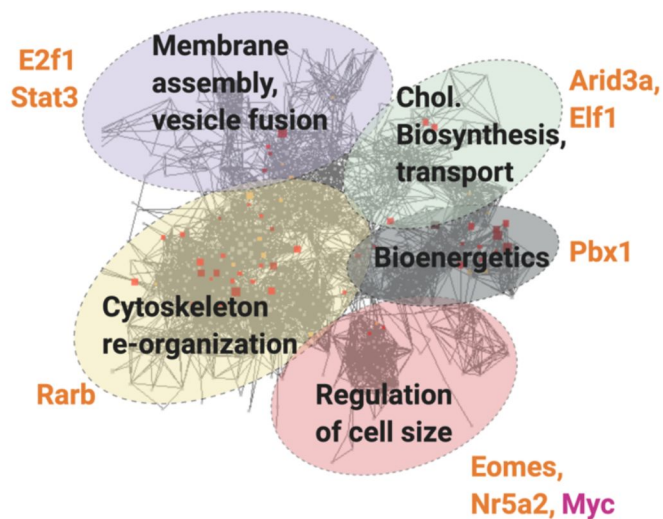 E2f1
Stat3
Membrane
assembly,
vesicle fusion
Chol.
Biosynthesis,
transport
Arid3a,
Elf1
Bioenergetics
Pbx1
Cytoskeleton
re-organization
Rarb
Regulation
of cell size
Eomes,
Nr5a2, Myc